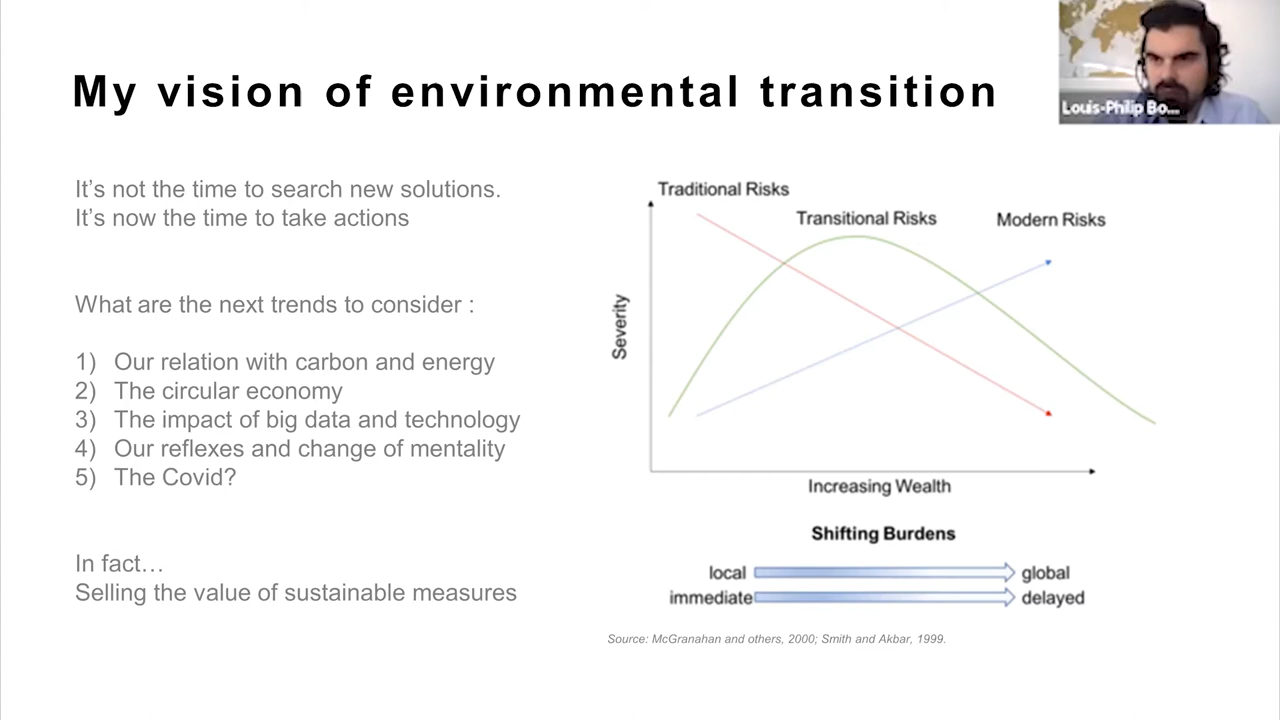 My vision of environmental transition
Louis-Philip Bo...
It’s not the time to search new solutions.
It’s now the time to take actions
What are the next trends to consider :
1) Our relation with carbon and energy
2) The circular economy
3) The impact of big data and technology
4) Our reflexes and change of mentality
5) The Covid?
In fact…
Selling the value of sustainable measures
Traditional Risks
Transitional Risks
Modern Risks
Severity
Increasing Wealth
Shifting Burdens
local
global
immediate
delayed
Source: McGranahan and others, 2000; Smith and Akbar, 1999.